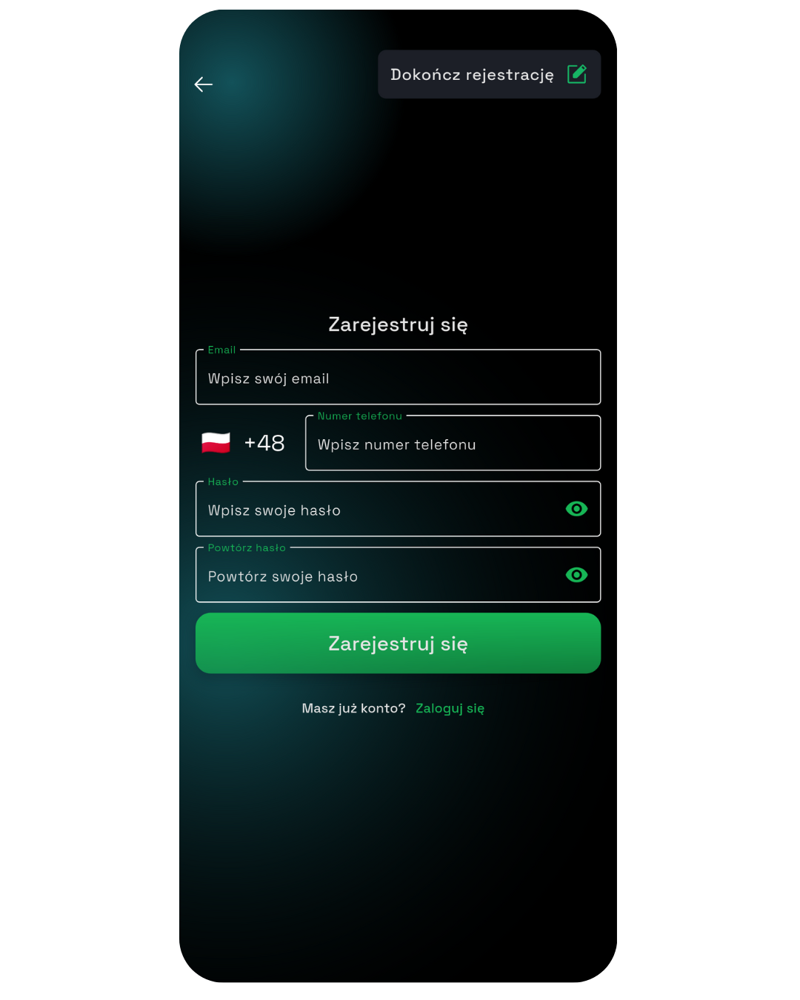 Dokończ rejestrację
Zarejestruj się
Email
Wpisz swój email
+48
Numer telefonu
Wpisz numer telefonu
Hasło
Wpisz swoje hasło
Powtórz hasło
Powtórz swoje hasło
Zarejestruj się
Masz już konto? Zaloguj się